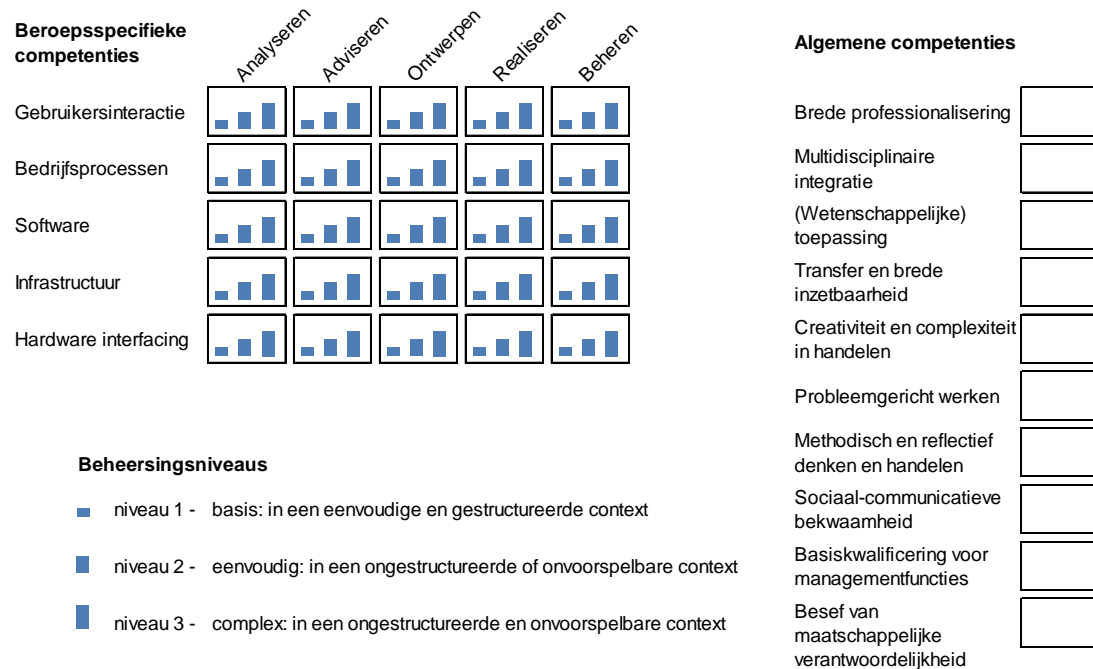 Beroepsspecifieke
competenties
Analyseren
Adviseren
Ontwerpen
Realiseren
Beheren
Gebruikersinteractie
Bedrijfsprocessen
Software
Infrastructuur
Hardware interfacing
Beheersingsniveaus
niveau 1 - basis: in een eenvoudige en gestructureerde context
niveau 2 - eenvoudig: in een ongestructureerde of onvoorspelbare context
niveau 3 - complex: in een ongestructureerde en onvoorspelbare context
Algemene competenties
Brede professionalisering
Multidisciplinaire
integratie
(Wetenschappelijke)
toepassing
Transfer en brede
inzetbaarheid
Creativiteit en complexiteit
in handelen
Probleemgericht werken
Methodisch en reflectief
denken en handelen
Sociaal-communicatieve
bekwaamheid
Basiskwalificering voor
managementfuncties
Besef van
maatschappelijke
verantwoordelijkheid